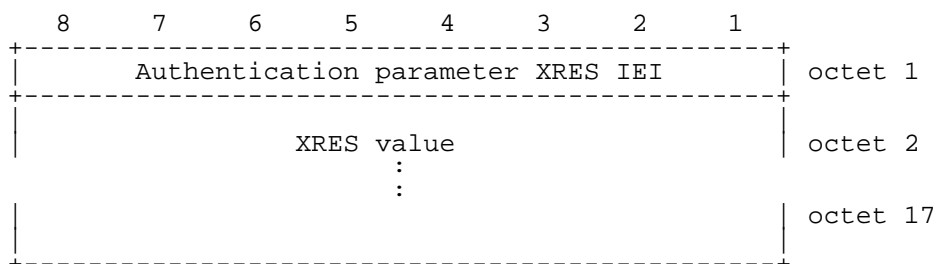 8 7 6 5 4 3 2 1
+-----------------------------------------------+
| Authentication parameter XRES IEI | octet 1
+-----------------------------------------------+
| |
| XRES value | octet 2
:
:
| | octet 17
| |
+-----------------------------------------------+